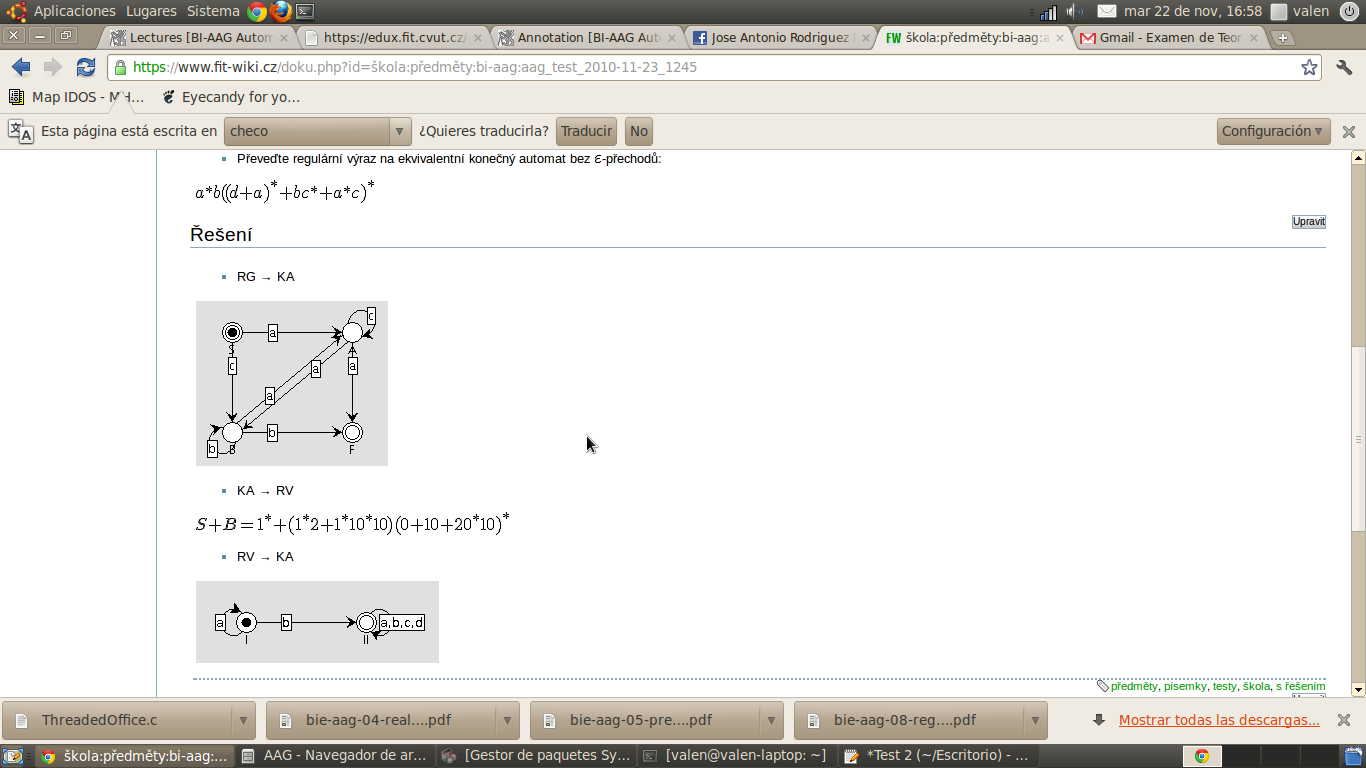 Aplicaciones Lugares Sistema mar 22 de nov, 16:58 valen
Lectures [BI-AAG Autom https://edux.fit.cvut.cz/ Annotation [BI-AAG Aut Jose Antonio Rodriguez FW škola:předměty:bi-aag:a Gmail - Examen de Teor
https://www.fit-wiki.cz/doku.php?id=škola:předměty:bi-aag:aag_test_2010-11-23_1245
Map IDOS - MH... Eyecandy for yo...
Esta página está escrita en checo ¿Quieres traducirla? Traducir No Configuración
Převeďte regulární výraz na ekvivalentní konečný automat bez ε-přechodů:
a*b((d+a)*+bc*+a*c)*
Upravit
Řešení
RG → KA
c
a
S
A
c
a
a
a
b
b
B
F
KA → RV
S+B=1*+(1*2+1*10*10)(0+10+20*10)*
RV → KA
a
b
a,b,c,d
I
II
předměty, písemky, testy, škola, s řešením
ThreadedOffice.c bie-aag-04-real....pdf bie-aag-05-pre....pdf bie-aag-08-reg....pdf Mostrar todas las descargas...
škola:předměty:bi-aag:... AAG - Navegador de ar... [Gestor de paquetes Sy... [valen@valen-laptop: ~] *Test 2 (~/Escritorio) - ...